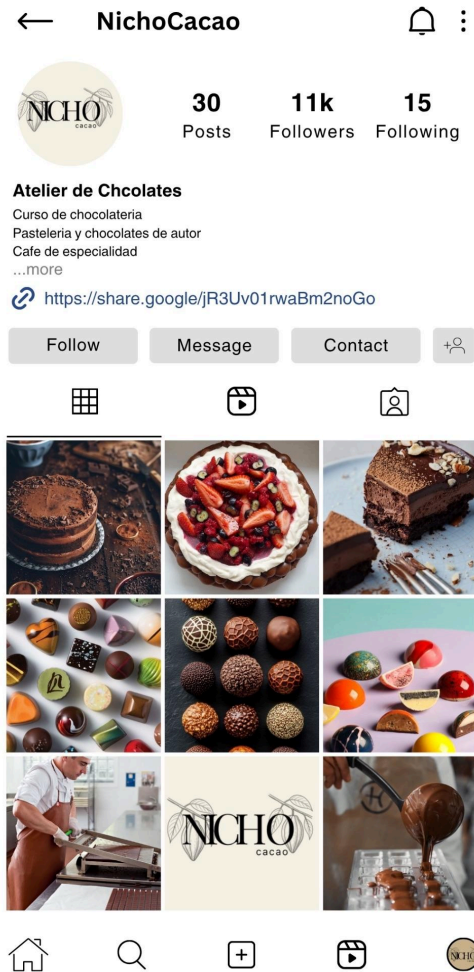 NichoCacao
NICHO
cacao
30
11k
15
Posts
Followers
Following
Atelier de Chcolates
Curso de chocolateria
Pasteleria y chocolates de autor
Cafe de especialidad
...more
https://share.google/jR3Uv01rwaBm2noGo
Follow
Message
Contact
NICHO
cacao
NICHO